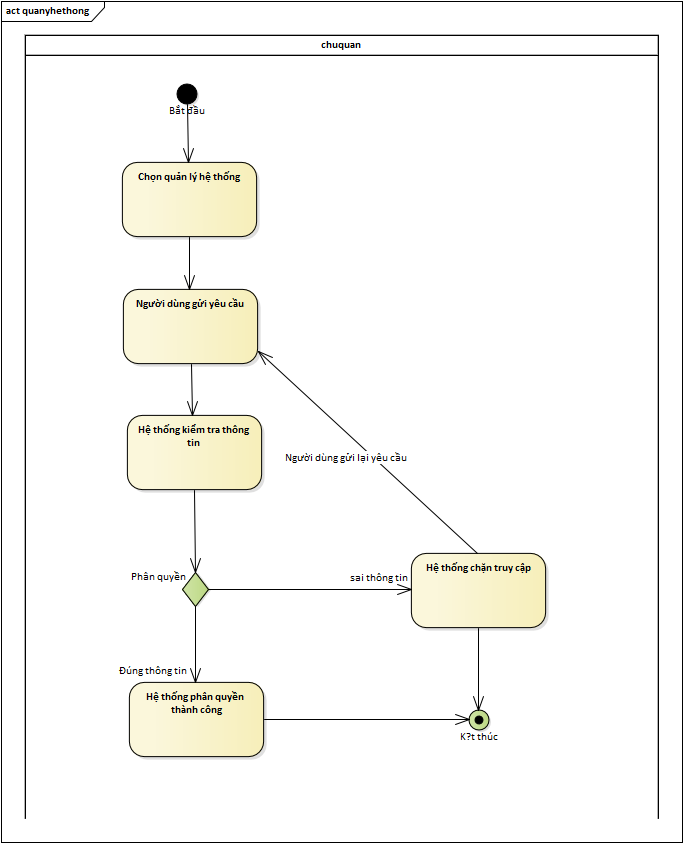 act quanyhethong
chuquan
Bắt đầu
Chọn quản lý hệ thống
Người dùng gửi yêu cầu
Hệ thống kiểm tra thông
tin
Người dùng gửi lại yêu cầu
Phân quyền
sai thông tin
Hệ thống chặn truy cập
Đúng thông tin
Hệ thống phân quyền
thành công
K?t thúc